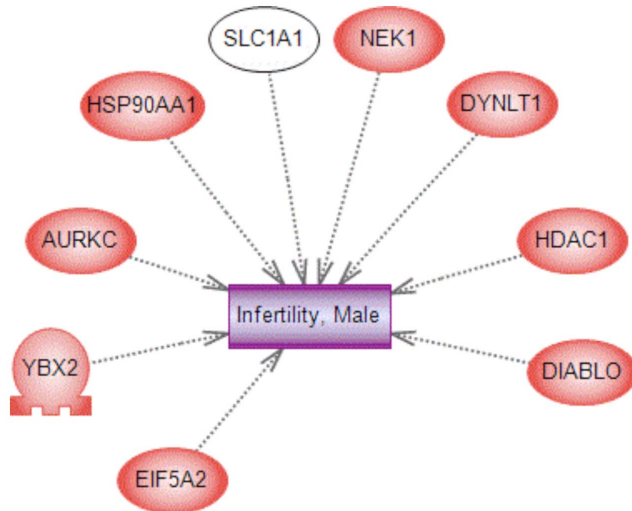 SLC1A1
NEK1
HSP90AA1
DYNLT1
AURKC
HDAC1
Infertility, Male
YBX2
DIABLO
EIF5A2